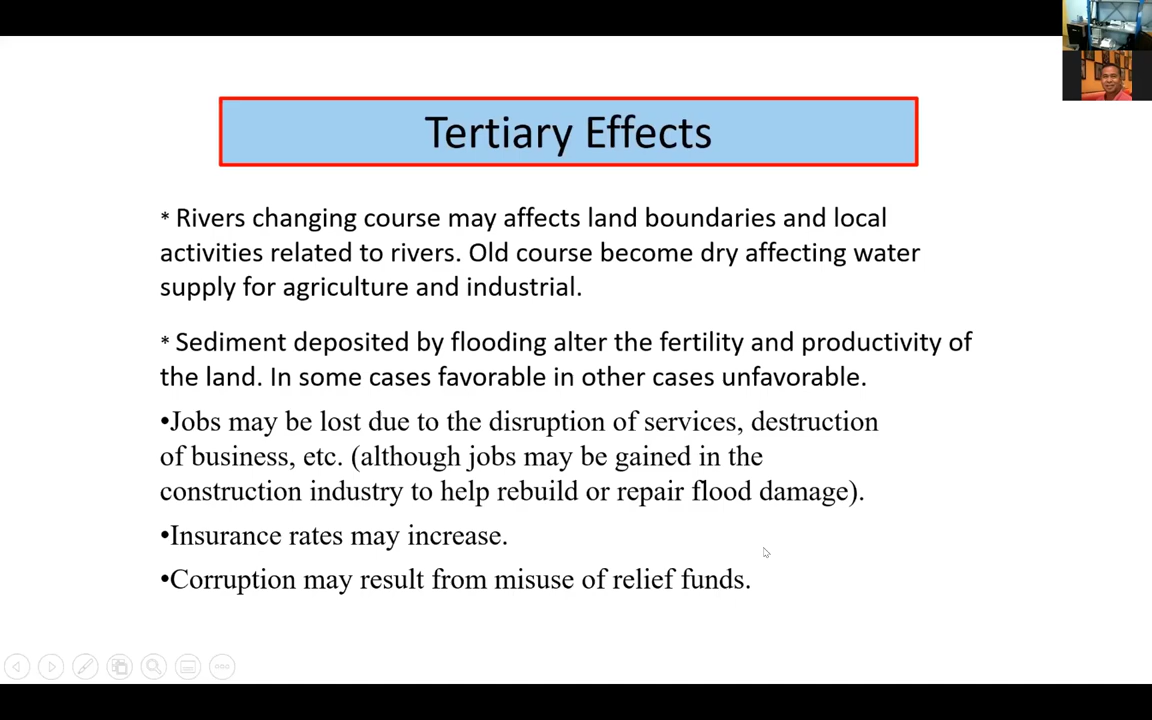 Tertiary Effects
* Rivers changing course may affects land boundaries and local
activities related to rivers. Old course become dry affecting water
supply for agriculture and industrial.
* Sediment deposited by flooding alter the fertility and productivity of
the land. In some cases favorable in other cases unfavorable.
•Jobs may be lost due to the disruption of services, destruction
of business, etc. (although jobs may be gained in the
construction industry to help rebuild or repair flood damage).
•Insurance rates may increase.
•Corruption may result from misuse of relief funds.